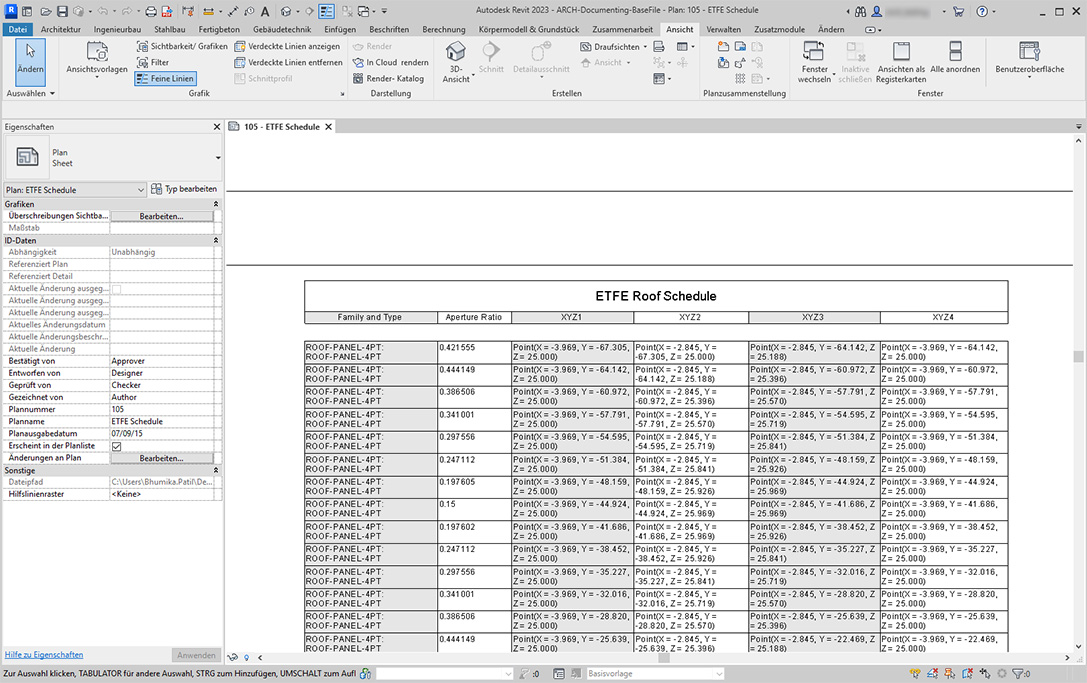 Autodesk Revit 2023 - ARCH-Documenting-BaseFile - Plan: 105 - ETFE Schedule
Datei Architektur Ingenieurbau Stahlbau Fertigbeton Gebäudetechnik Einfügen Beschriften Berechnung Körpermodell & Grundstück Zusammenarbeit Ansicht Verwalten Zusatzmodule Ändern
Ändern
Auswählen
Ansichtsvorlagen
Sichtbarkeit/ Grafiken
Filter
Feine Linien
Verdeckte Linien anzeigen
Verdeckte Linien entfernen
Schnittprofil
Grafik
Render
In Cloud rendern
Render- Katalog
Darstellung
3D-
Ansicht
Schnitt
Detailausschnitt
Draufsichten
Ansicht
Erstellen
Planzusammenstellung
Fenster
wechseln
Inaktive
schließen
Ansichten als
Registerkarten
Alle anordnen
Fenster
Benutzeroberfläche
Eigenschaften
105 - ETFE Schedule
Plan
Sheet
Plan: ETFE Schedule
Typ bearbeiten
Grafiken
Überschreibungen Sichtba... Bearbeiten...
Maßstab
ID-Daten
Abhängigkeit Unabhängig
Referenziert Plan
Referenziert Detail
Aktuelle Änderung ausgeg...
Aktuelle Änderung ausgeg...
Aktuelle Änderung ausgeg...
Aktuelles Änderungsdatum
Aktuelle Änderungsbeschr...
Aktuelle Änderung
Bestätigt von Approver
Entworfen von Designer
Geprüft von Checker
Gezeichnet von Author
Plannummer 105
Planname ETFE Schedule
Planausgabedatum 07/09/15
Erscheint in der Planliste
Änderungen an Plan Bearbeiten...
Sonstige
Dateipfad C:\Users\Bhumika.Patil\De...
Hilfslinienraster <Keine>
Hilfe zu Eigenschaften
Anwenden
ETFE Roof Schedule
Family and Type Aperture Ratio XYZ1 XYZ2 XYZ3 XYZ4
ROOF-PANEL-4PT: 0.421555 Point(X = -3.969, Y = -67.305, Point(X = -2.845, Y = Point(X = -2.845, Y = -64.142, Z Point(X = -3.969, Y = -64.142,
ROOF-PANEL-4PT Z = 25.000) -67.305, Z = 25.000) = 25.188) Z = 25.000)
ROOF-PANEL-4PT: 0.444149 Point(X = -3.969, Y = -64.142, Point(X = -2.845, Y = Point(X = -2.845, Y = -60.972, Z Point(X = -3.969, Y = -60.972,
ROOF-PANEL-4PT Z = 25.000) -64.142, Z = 25.188) = 25.396) Z = 25.000)
ROOF-PANEL-4PT: 0.386506 Point(X = -3.969, Y = -60.972, Point(X = -2.845, Y = Point(X = -2.845, Y = -57.791, Z Point(X = -3.969, Y = -57.791,
ROOF-PANEL-4PT Z = 25.000) -60.972, Z = 25.396) = 25.570) Z = 25.000)
ROOF-PANEL-4PT: 0.341001 Point(X = -3.969, Y = -57.791, Point(X = -2.845, Y = Point(X = -2.845, Y = -54.595, Z Point(X = -3.969, Y = -54.595,
ROOF-PANEL-4PT Z = 25.000) -57.791, Z = 25.570) = 25.719) Z = 25.000)
ROOF-PANEL-4PT: 0.297556 Point(X = -3.969, Y = -54.595, Point(X = -2.845, Y = Point(X = -2.845, Y = -51.384, Z Point(X = -3.969, Y = -51.384,
ROOF-PANEL-4PT Z = 25.000) -54.595, Z = 25.719) = 25.841) Z = 25.000)
ROOF-PANEL-4PT: 0.247112 Point(X = -3.969, Y = -51.384, Point(X = -2.845, Y = Point(X = -2.845, Y = -48.159, Z Point(X = -3.969, Y = -48.159,
ROOF-PANEL-4PT Z = 25.000) -51.384, Z = 25.841) = 25.926) Z = 25.000)
ROOF-PANEL-4PT: 0.197605 Point(X = -3.969, Y = -48.159, Point(X = -2.845, Y = Point(X = -2.845, Y = -44.924, Z Point(X = -3.969, Y = -44.924,
ROOF-PANEL-4PT Z = 25.000) -48.159, Z = 25.926) = 25.969) Z = 25.000)
ROOF-PANEL-4PT: 0.15 Point(X = -3.969, Y = -44.924, Point(X = -2.845, Y = Point(X = -2.845, Y = -41.686, Z Point(X = -3.969, Y = -41.686,
ROOF-PANEL-4PT Z = 25.000) -44.924, Z = 25.969) = 25.969) Z = 25.000)
ROOF-PANEL-4PT: 0.197602 Point(X = -3.969, Y = -41.686, Point(X = -2.845, Y = Point(X = -2.845, Y = -38.452, Z Point(X = -3.969, Y = -38.452,
ROOF-PANEL-4PT Z = 25.000) -41.686, Z = 25.969) = 25.926) Z = 25.000)
ROOF-PANEL-4PT: 0.247112 Point(X = -3.969, Y = -38.452, Point(X = -2.845, Y = Point(X = -2.845, Y = -35.227, Z Point(X = -3.969, Y = -35.227,
ROOF-PANEL-4PT Z = 25.000) -38.452, Z = 25.926) = 25.841) Z = 25.000)
ROOF-PANEL-4PT: 0.297556 Point(X = -3.969, Y = -35.227, Point(X = -2.845, Y = Point(X = -2.845, Y = -32.016, Z Point(X = -3.969, Y = -32.016,
ROOF-PANEL-4PT Z = 25.000) -35.227, Z = 25.841) = 25.719) Z = 25.000)
ROOF-PANEL-4PT: 0.341001 Point(X = -3.969, Y = -32.016, Point(X = -2.845, Y = Point(X = -2.845, Y = -28.820, Z Point(X = -3.969, Y = -28.820,
ROOF-PANEL-4PT Z = 25.000) -32.016, Z = 25.719) = 25.570) Z = 25.000)
ROOF-PANEL-4PT: 0.386506 Point(X = -3.969, Y = -28.820, Point(X = -2.845, Y = Point(X = -2.845, Y = -25.639, Z Point(X = -3.969, Y = -25.639,
ROOF-PANEL-4PT Z = 25.000) -28.820, Z = 25.570) = 25.396) Z = 25.000)
ROOF-PANEL-4PT: 0.444149 Point(X = -3.969, Y = -25.639, Point(X = -2.845, Y = Point(X = -2.845, Y = -22.469, Z Point(X = -3.969, Y = -22.469,
ROOF-PANEL-4PT Z = 25.000) -25.639, Z = 25.396) = 25.188) Z = 25.000)
Zur Auswahl klicken, TABULATOR für andere Auswahl, STRG zum Hinzufügen, UMSCHALT zum Aufl
:0
Basisvorlage
:0